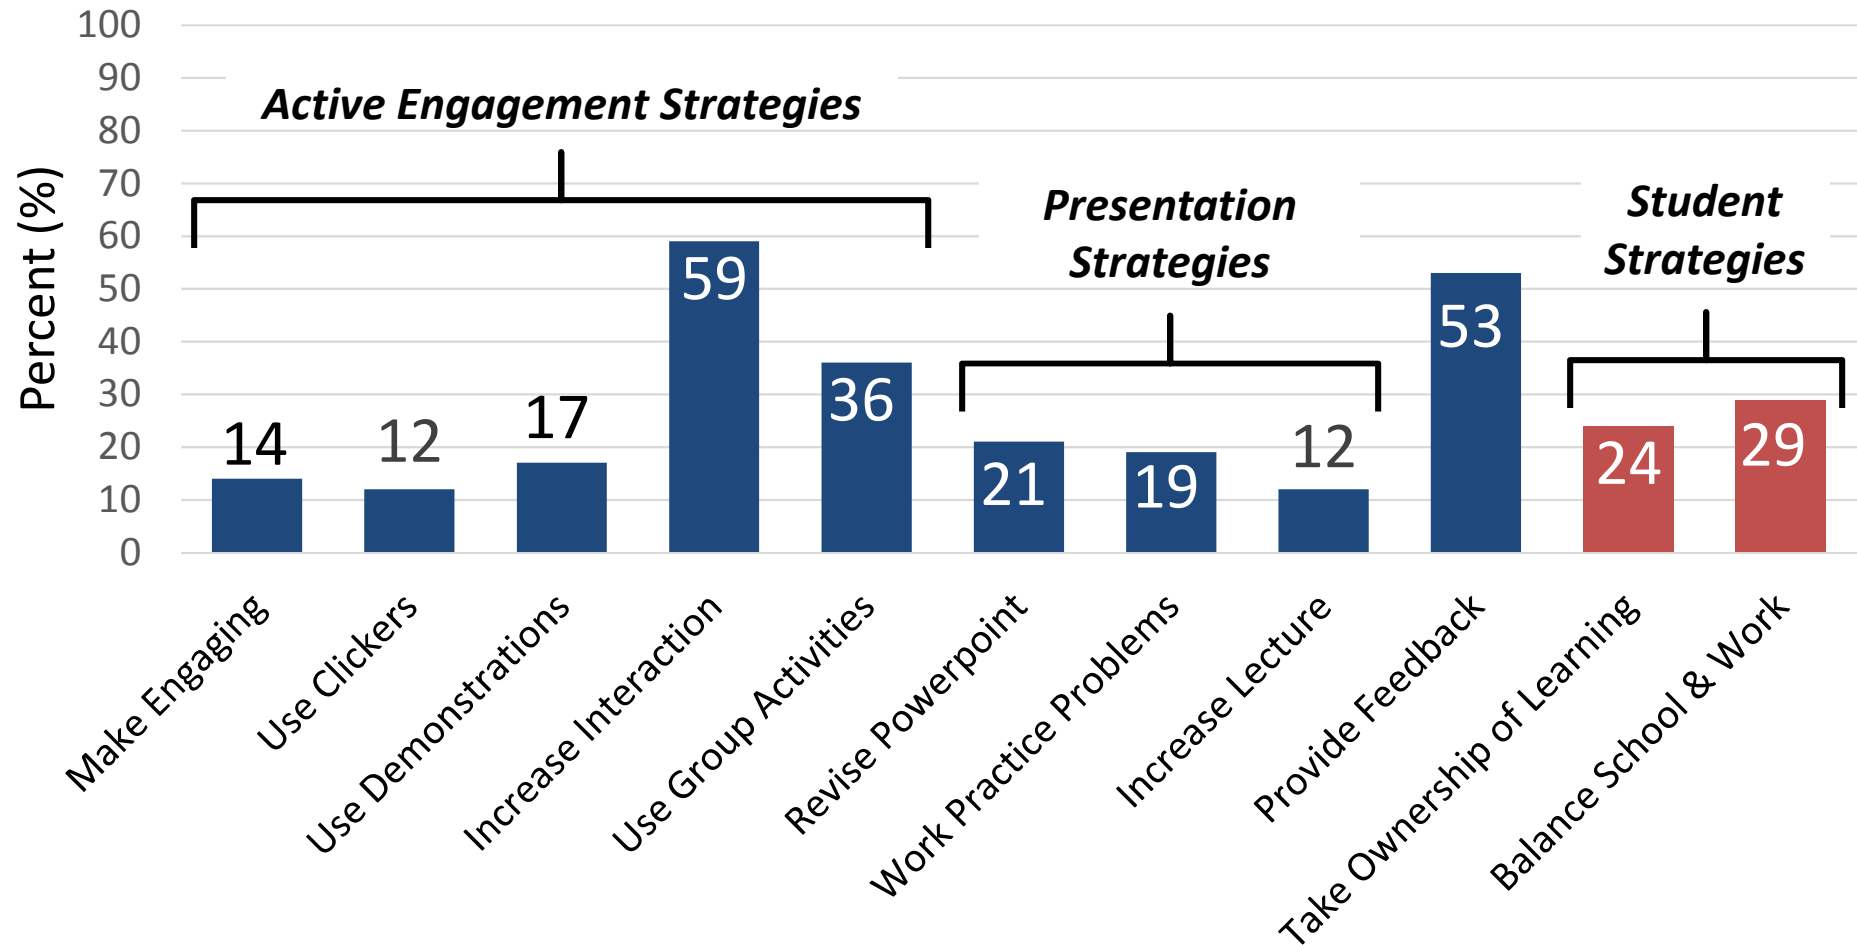 100
90
80
70
60
50
40
30
20
10
0
Percent (%)
Active Engagement Strategies
Presentation
Strategies
Student
Strategies
14
12
17
59
36
21
19
12
53
24
29
Make Engaging
Use Clickers
Use Demonstrations
Increase Interaction
Use Group Activities
Revise Powerpoint
Work Practice Problems
Increase Lecture
Provide Feedback
Take Ownership of Learning
Balance School & Work